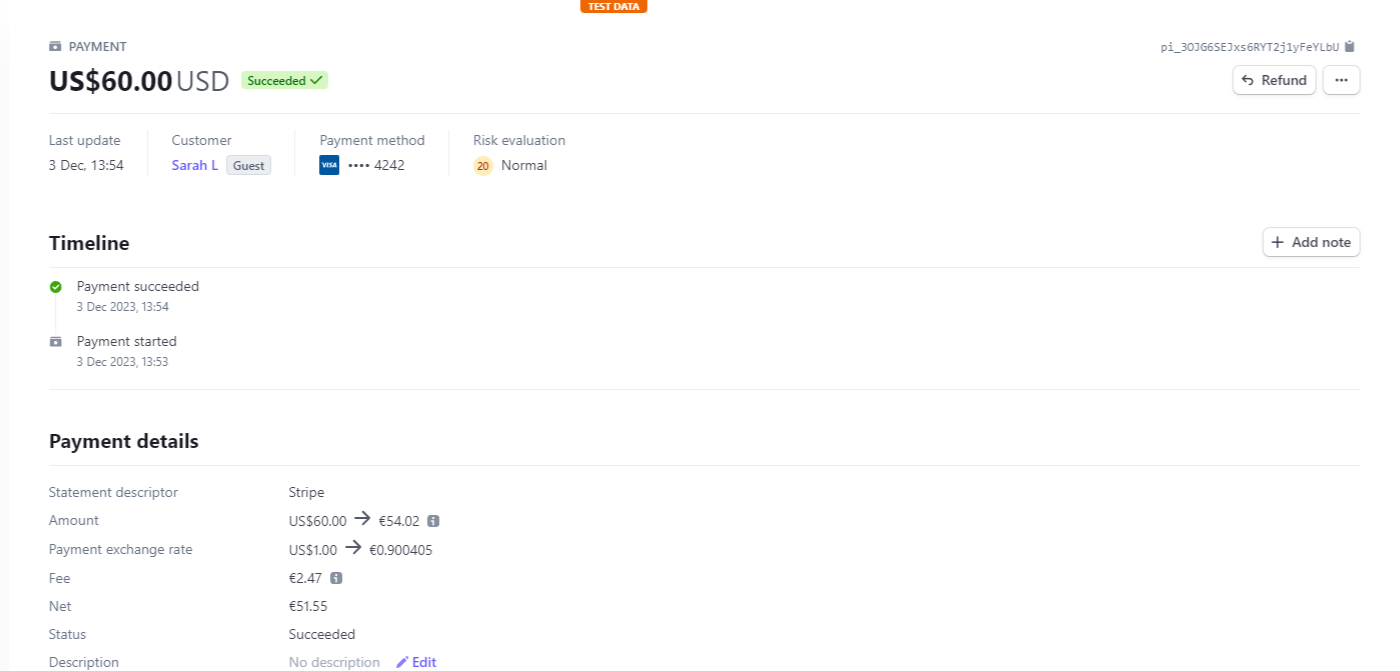 TEST DATA
PAYMENT
pi_3OJG6SEJxs6RYT2j1yFeYLbU
US$60.00 USD Succeeded
Refund
Last update Customer Payment method Risk evaluation
3 Dec, 13:54 Sarah L Guest VISA •••• 4242 20 Normal
Timeline
Add note
Payment succeeded
3 Dec 2023, 13:54
Payment started
3 Dec 2023, 13:53
Payment details
Statement descriptor Stripe
Amount US$60.00 → €54.02
Payment exchange rate US$1.00 → €0.900405
Fee €2.47
Net €51.55
Status Succeeded
Description No description Edit